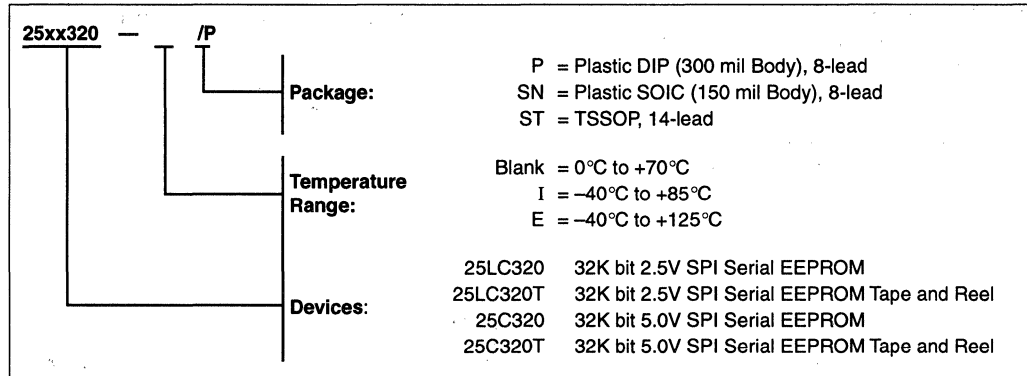 25xx320 — /P
Package:
P = Plastic DIP (300 mil Body), 8-lead
SN = Plastic SOIC (150 mil Body), 8-lead
ST = TSSOP, 14-lead
Temperature
Range:
Blank = 0°C to +70°C
I = –40°C to +85°C
E = –40°C to +125°C
Devices:
25LC320 32K bit 2.5V SPI Serial EEPROM
25LC320T 32K bit 2.5V SPI Serial EEPROM Tape and Reel
25C320 32K bit 5.0V SPI Serial EEPROM
25C320T 32K bit 5.0V SPI Serial EEPROM Tape and Reel